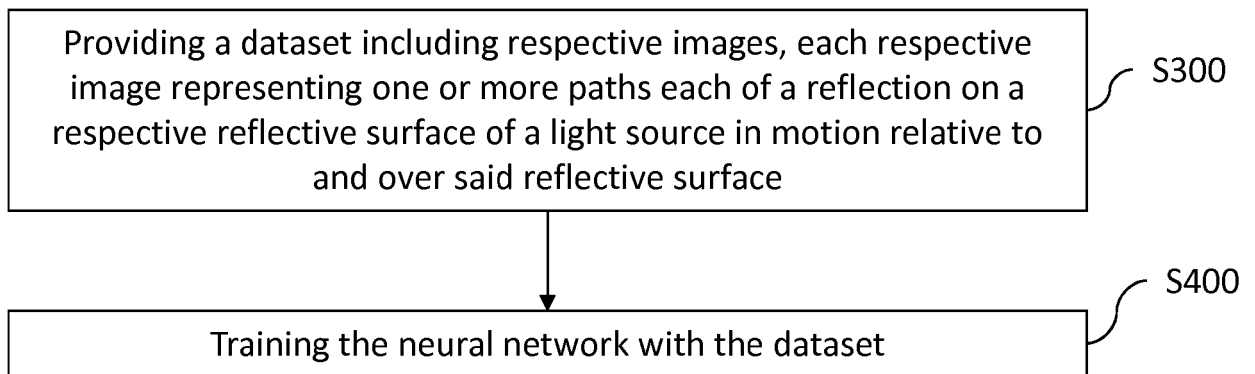 Providing a dataset including respective images, each respective
image representing one or more paths each of a reflection on a
respective reflective surface of a light source in motion relative to
and over said reflective surface
S300
S400
Training the neural network with the dataset